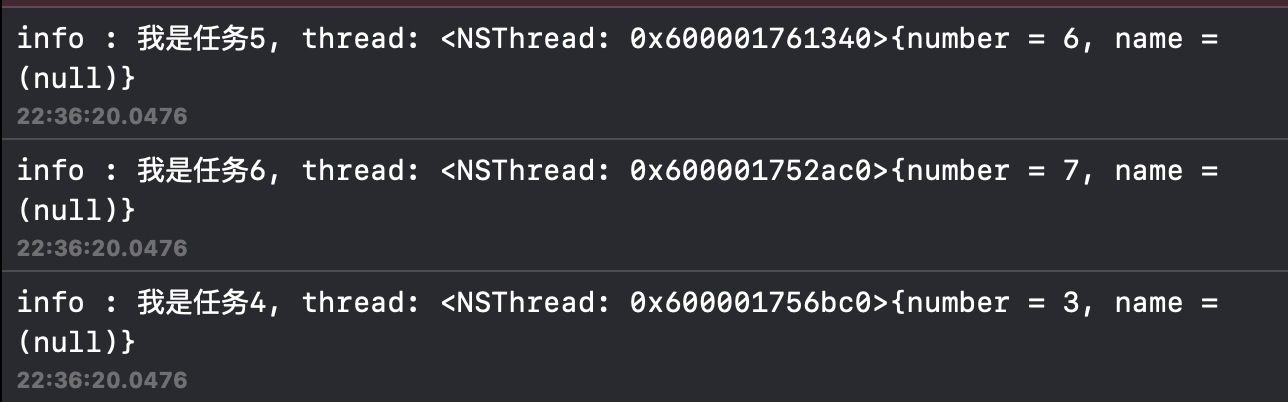 info : 我是任务5, thread: <NSThread: 0x600001761340>{number = 6, name =
(null)}
22:36:20.0476
info : 我是任务6, thread: <NSThread: 0x600001752ac0>{number = 7, name =
(null)}
22:36:20.0476
info : 我是任务4, thread: <NSThread: 0x600001756bc0>{number = 3, name =
(null)}
22:36:20.0476